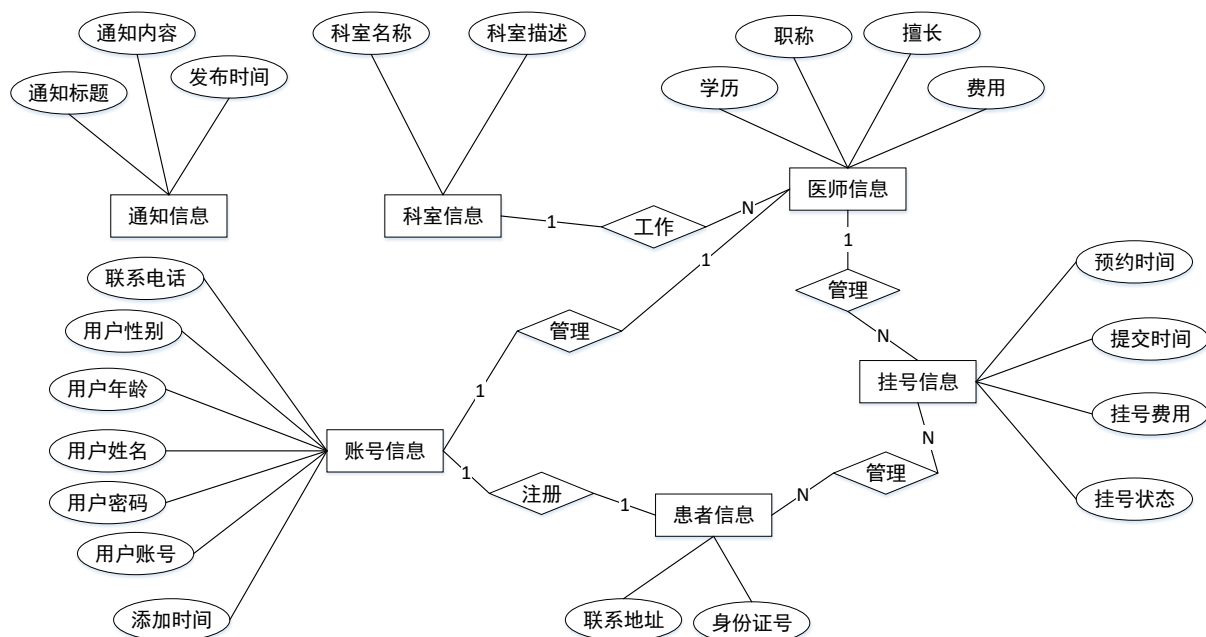 通知内容
通知标题
发布时间
通知信息
科室名称
科室描述
科室信息
1
工作
N
职称
擅长
学历
费用
医师信息
1
管理
1
1
管理
N
预约时间
提交时间
挂号信息
挂号费用
挂号状态
联系电话
用户性别
用户年龄
用户姓名
用户密码
用户账号
添加时间
账号信息
1
注册
1
患者信息
N
管理
N
联系地址
身份证号